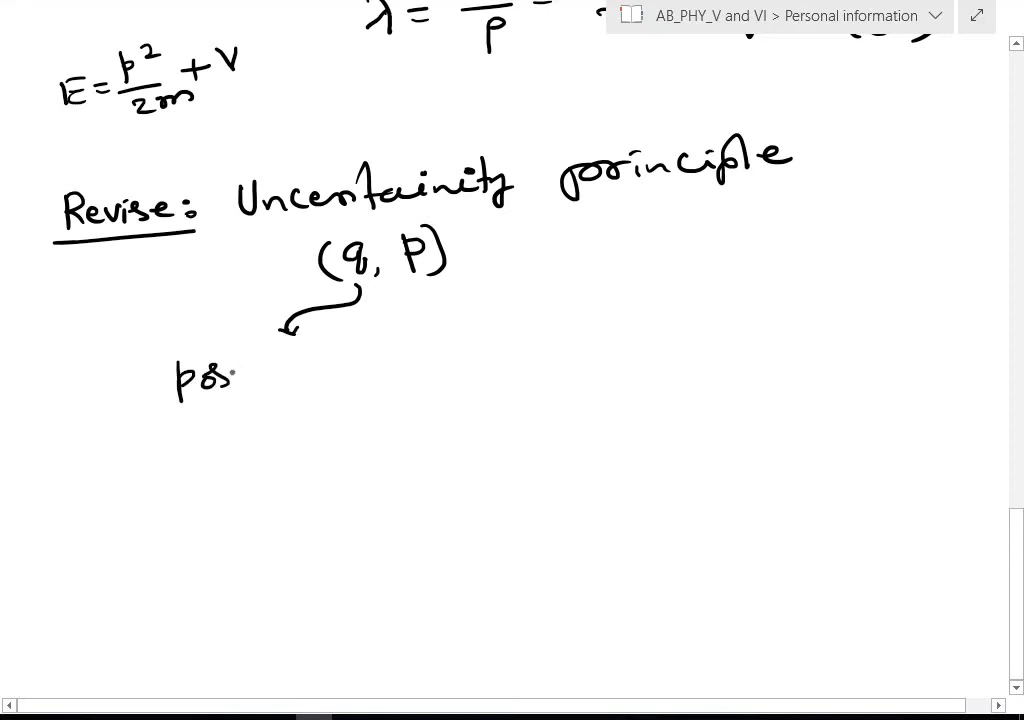 AB_PHY_V and VI > Personal information
λ = — =
p
E = p²/2m + V
Revise: Uncertainity principle
(q, p)
pos